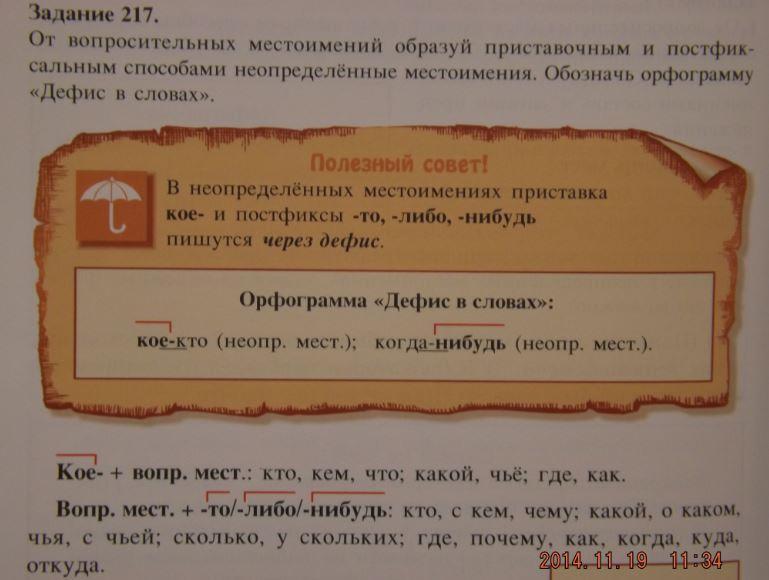 Задание 217.
От вопросительных местоимений образуй приставочным и постфик-
сальным способами неопределённые местоимения. Обозначь орфограмму
«Дефис в словах».
Полезный совет!
В неопределённых местоимениях приставка
кое- и постфиксы -то, -либо, -нибудь
пишутся через дефис.
Орфограмма «Дефис в словах»:
кое-кто (неопр. мест.); когда-нибудь (неопр. мест.).
Кое- + вопр. мест.: кто, кем, что; какой, чьё; где, как.
Вопр. мест. + -то/-либо/-нибудь: кто, с кем, чему; какой, о каком,
чья, с чьей; сколько, у скольких; где, почему, как, когда, куда,
откуда.
2014.11.19 11:34